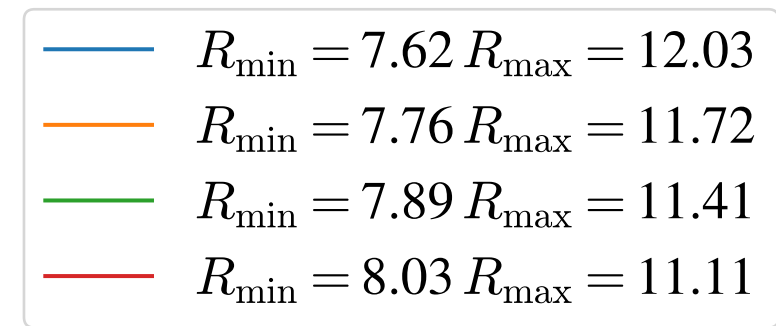 R_min = 7.62 R_max = 12.03
R_min = 7.76 R_max = 11.72
R_min = 7.89 R_max = 11.41
R_min = 8.03 R_max = 11.11